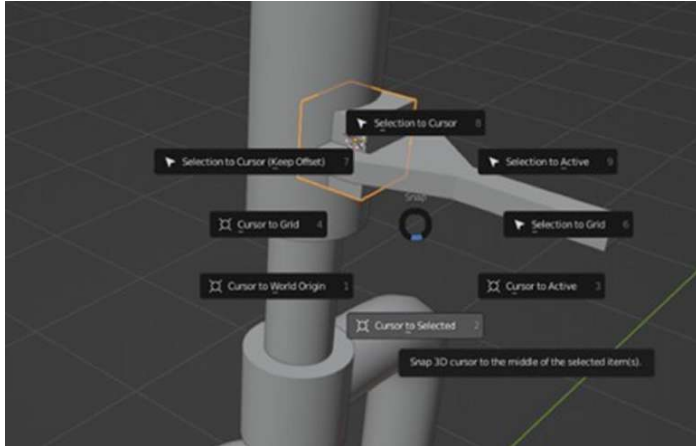 Selection to Cursor 8
Selection to Cursor (Keep Offset) 7
Selection to Active 9
Snap
Cursor to Grid 4
Selection to Grid 6
Cursor to World Origin 1
Cursor to Active 3
Cursor to Selected 2
Snap 3D cursor to the middle of the selected item(s).